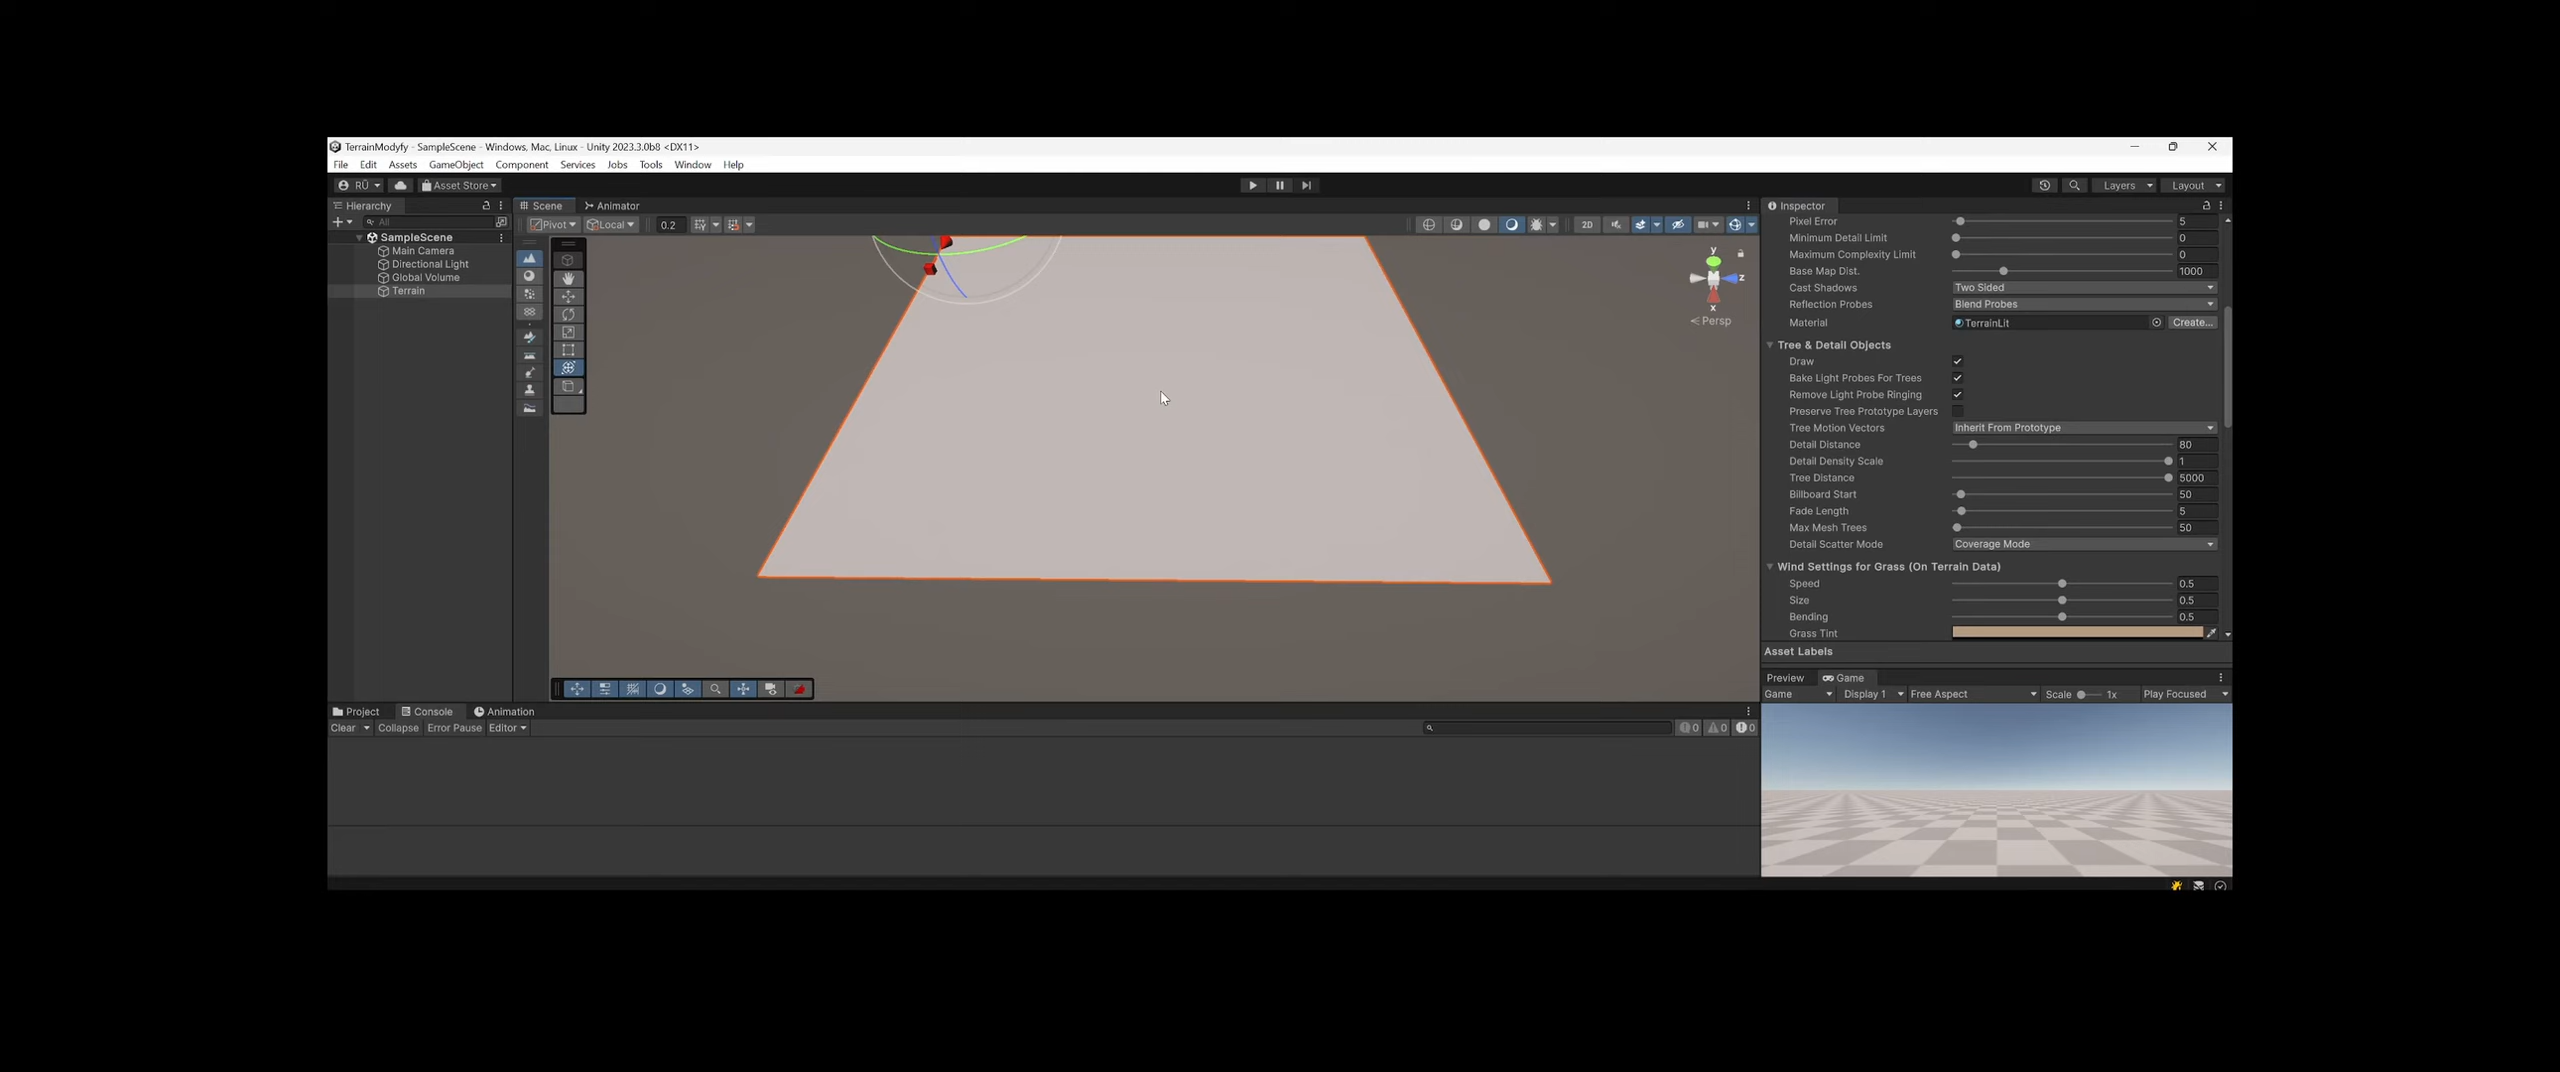 TerrainModyfy - SampleScene - Windows, Mac, Linux - Unity 2023.3.0b8 <DX11>
File Edit Assets GameObject Component Services Jobs Tools Window Help
RÜ Asset Store Layers Layout
Hierarchy
All
SampleScene
Main Camera
Directional Light
Global Volume
Terrain
Scene Animator
Pivot Local 0.2 2D
y
z
x
Persp
Inspector
Pixel Error 5
Minimum Detail Limit 0
Maximum Complexity Limit 0
Base Map Dist. 1000
Cast Shadows Two Sided
Reflection Probes Blend Probes
Material TerrainLit Create...
Tree & Detail Objects
Draw
Bake Light Probes For Trees
Remove Light Probe Ringing
Preserve Tree Prototype Layers
Tree Motion Vectors Inherit From Prototype
Detail Distance 80
Detail Density Scale 1
Tree Distance 5000
Billboard Start 50
Fade Length 5
Max Mesh Trees 50
Detail Scatter Mode Coverage Mode
Wind Settings for Grass (On Terrain Data)
Speed 0.5
Size 0.5
Bending 0.5
Grass Tint
Asset Labels
Preview Game
Game Display 1 Free Aspect Scale 1x Play Focused
Project Console Animation
Clear Collapse Error Pause Editor 0 0 0